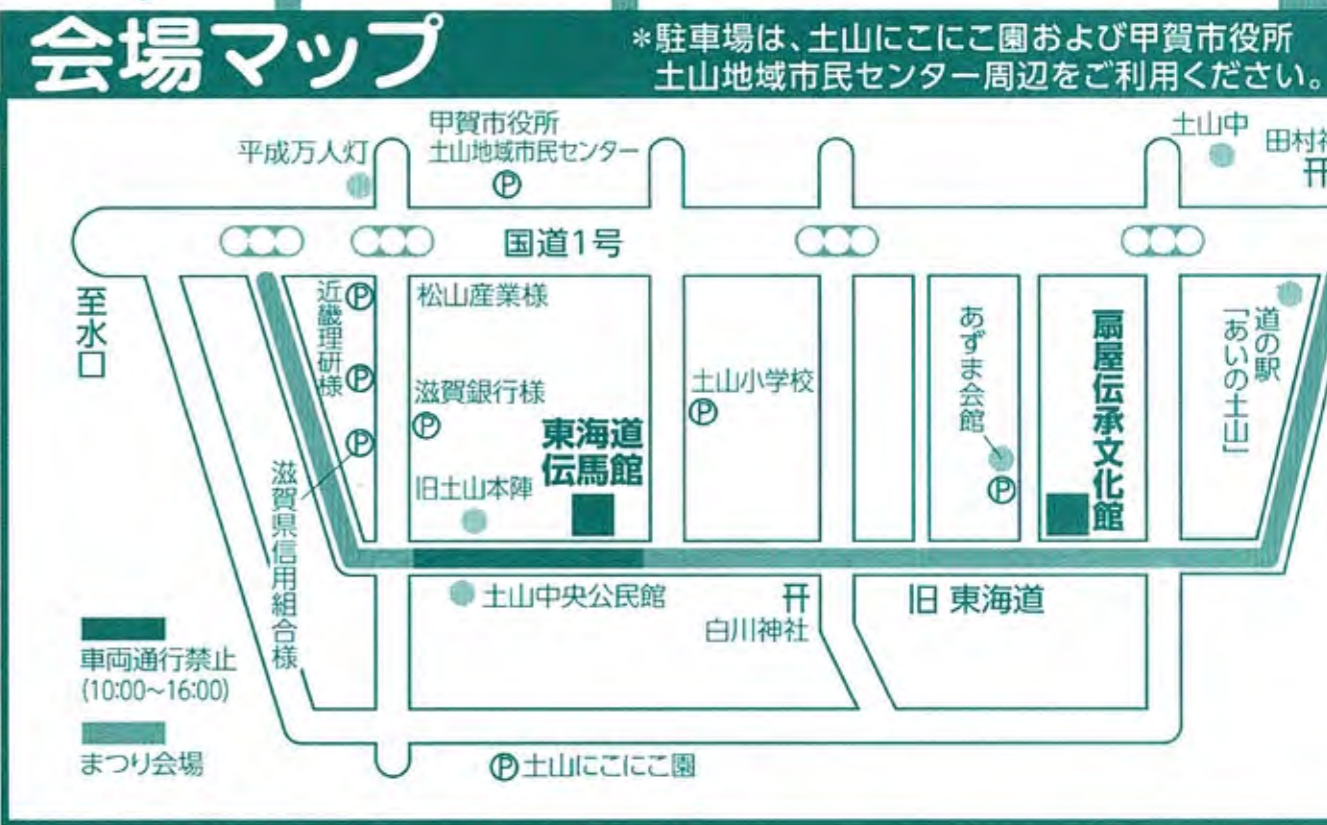 会場マップ
*駐車場は、土山にこにこ園および甲賀市役所
土山地域市民センター周辺をご利用ください。
平成万人灯
甲賀市役所
土山地域市民センター
Ⓟ
土山中
田村
国道1号
至水口
近畿理研様
Ⓟ
Ⓟ
Ⓟ
滋賀県信用組合様
松山産業様
滋賀銀行様
Ⓟ
東海道
伝馬館
旧土山本陣
土山小学校
Ⓟ
あずま会館
Ⓟ
扇屋伝承文化館
道の駅
「あいの土山」
土山中央公民館
白川神社
旧 東海道
車両通行禁止
(10:00~16:00)
まつり会場
Ⓟ土山にこにこ園